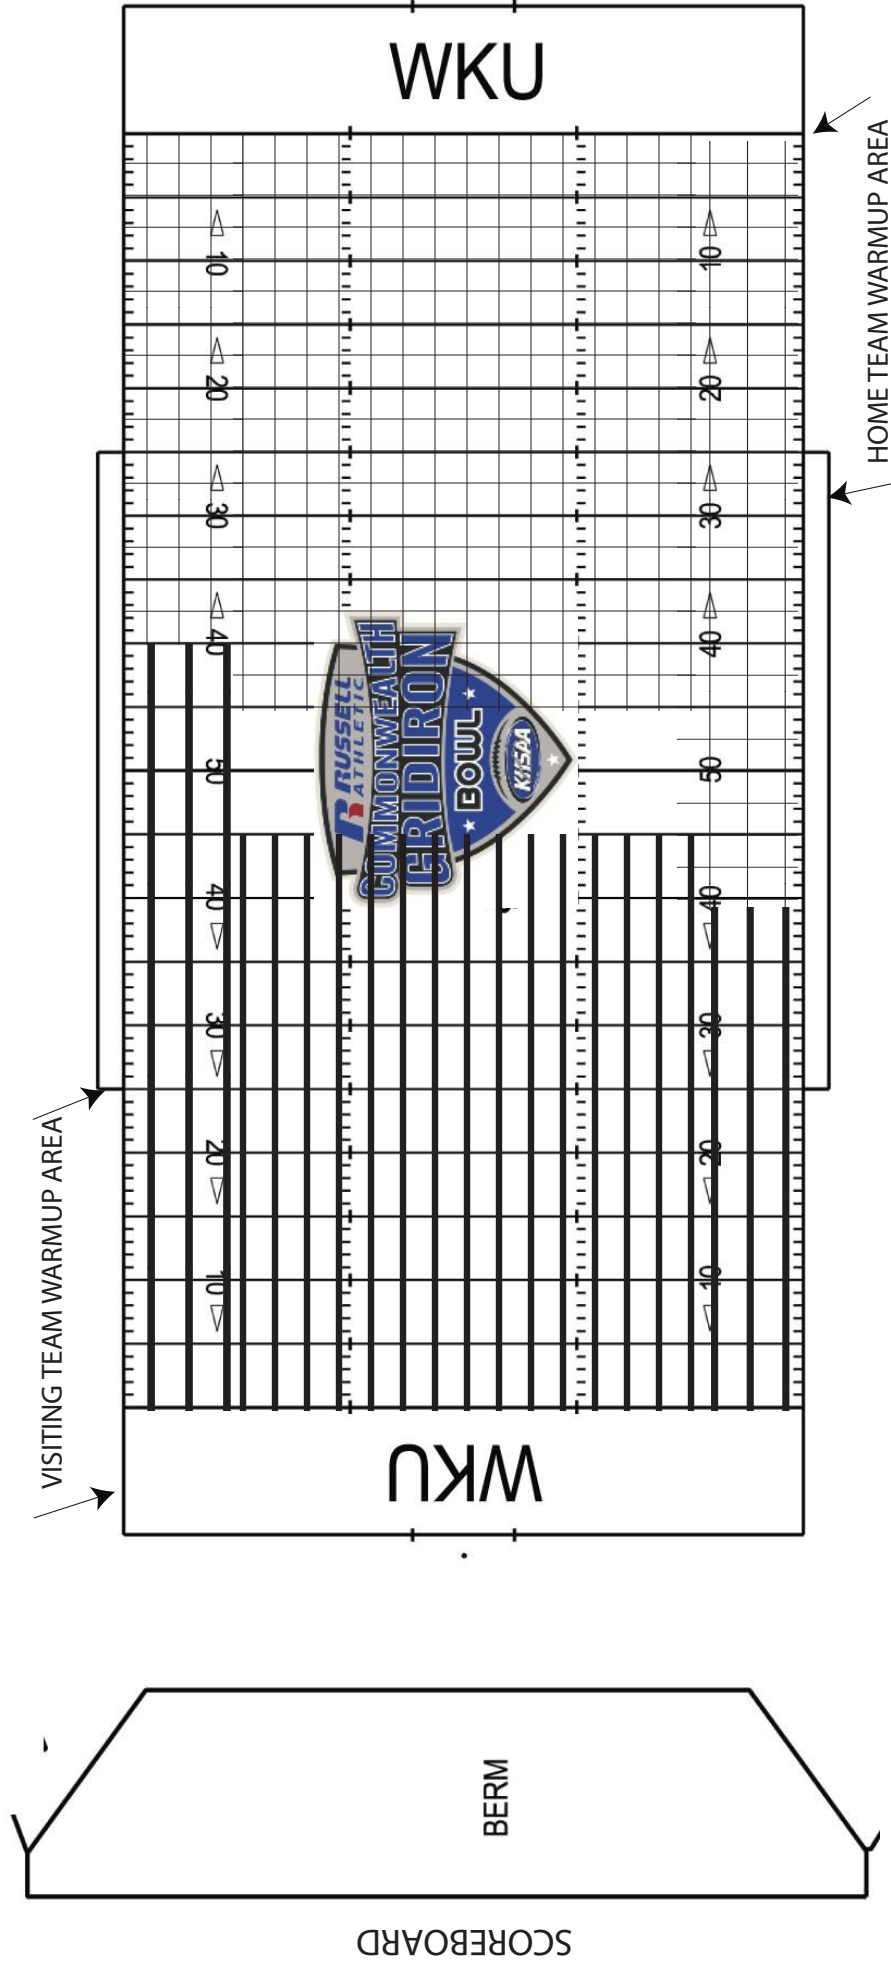 WKU
HOME TEAM WARMUP AREA
10 10
20 20
30 30
40 40
RUSSELL
ATHLETIC
COMMONWEALTH
GRIDIRON
BOWL
KHSAA
50 50
40 40
30 30
20 20
10 10
VISITING TEAM WARMUP AREA
WKU
BERM
SCOREBOARD